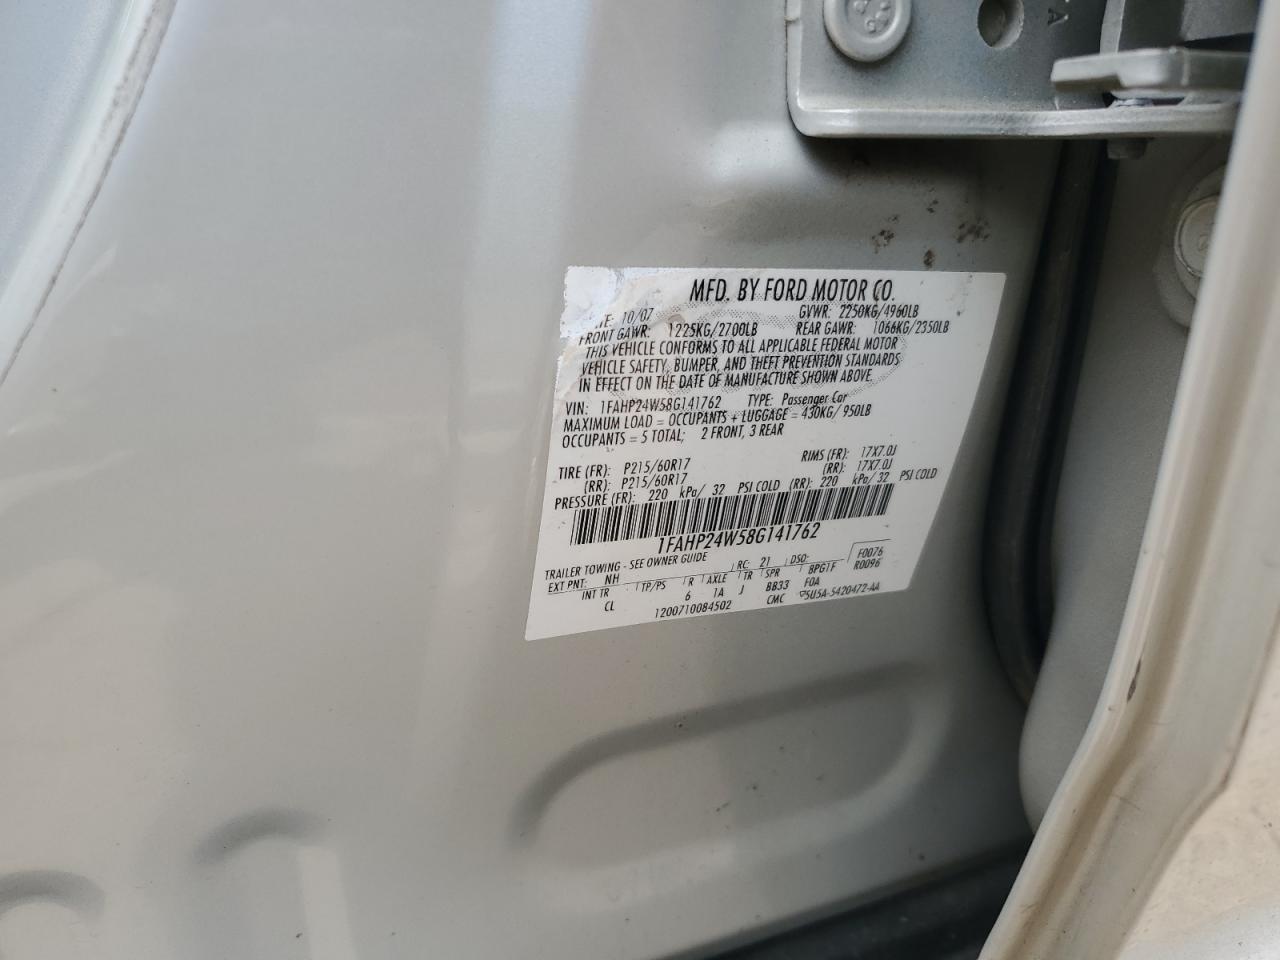 MFD. BY FORD MOTOR CO.
10/07 GVWR: 2250KG/4960LB
FRONT GAWR: 1225KG/2700LB REAR GAWR: 1066KG/2350LB
THIS VEHICLE CONFORMS TO ALL APPLICABLE FEDERAL MOTOR
VEHICLE SAFETY, BUMPER, AND THEFT PREVENTION STANDARDS
IN EFFECT ON THE DATE OF MANUFACTURE SHOWN ABOVE.
VIN: 1FAHP24W58G141762 TYPE: Passenger Car
MAXIMUM LOAD = OCCUPANTS + LUGGAGE = 430KG/ 950LB
OCCUPANTS = 5 TOTAL; 2 FRONT, 3 REAR
TIRE (FR): P215/60R17 RIMS (FR): 17X7.0J
(RR): P215/60R17 (RR): 17X7.0J
PRESSURE (FR): 220 kPa/ 32 PSI COLD (RR): 220 kPa/ 32 PSI COLD
1FAHP24W58G141762
TRAILER TOWING - SEE OWNER GUIDE
EXT PNT: NH RC: 21 DSO: F0076
INT TR TP/PS R AXLE TR SPR BPG1F R0096
CL 6 1A J BB33 FOA
1200710084502 CMC 5U5A-5420472-AA